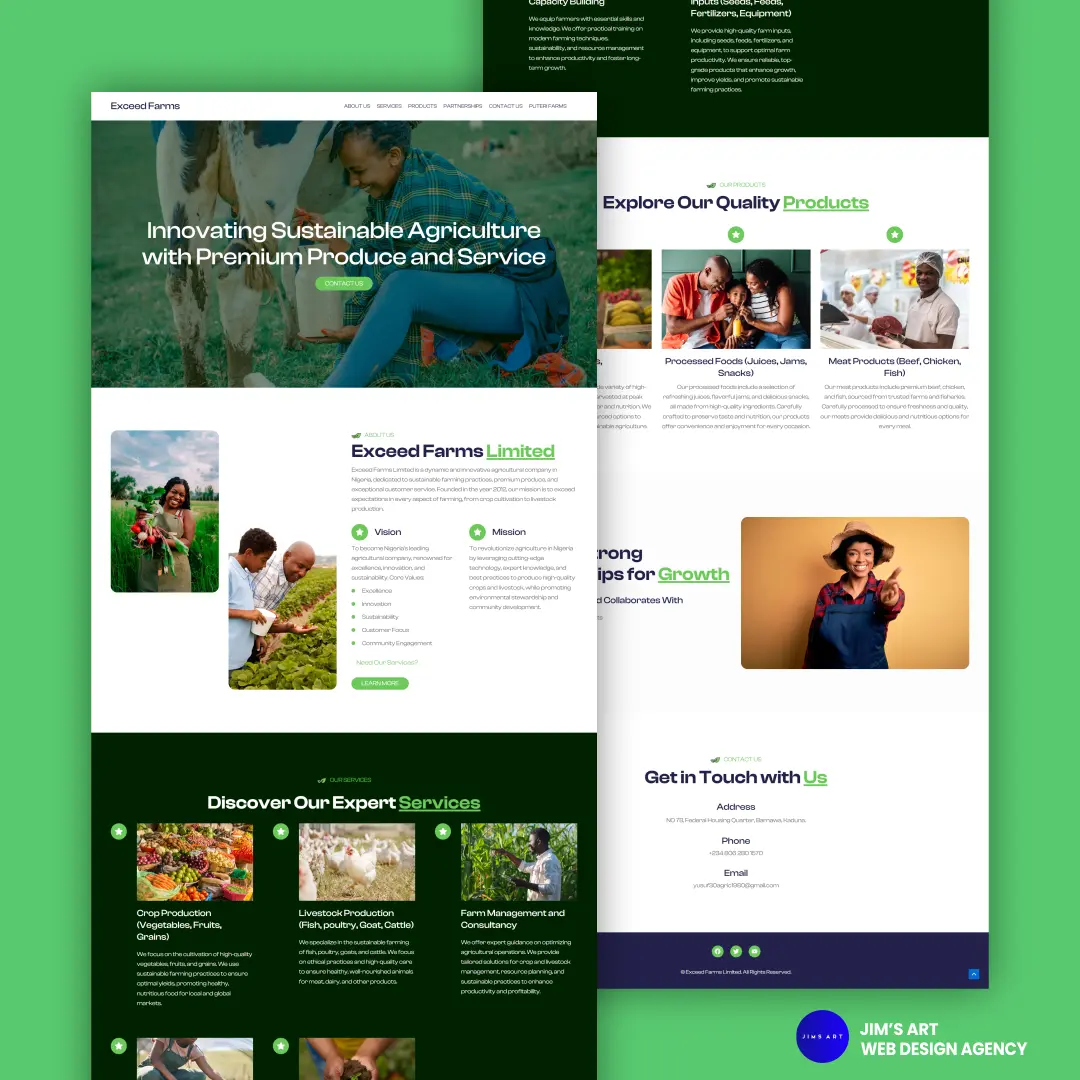 Exceed Farms
ABOUT US SERVICES PRODUCTS PARTNERSHIPS CONTACT US PUTERI FARMS
Innovating Sustainable Agriculture
with Premium Produce and Service
CONTACT US
ABOUT US
Exceed Farms Limited
Exceed Farms Limited is a dynamic and innovative agricultural company in
Nigeria, dedicated to sustainable farming practices, premium produce, and
exceptional customer service. Founded in the year 2012, our mission is to exceed
expectations in every aspect of farming, from crop cultivation to livestock
production.
Vision
To become Nigeria's leading
agricultural company, renowned for
excellence, innovation, and
sustainability. Core Values:
Excellence
Innovation
Sustainability
Customer Focus
Community Engagement
Need Our Services?
LEARN MORE
Mission
To revolutionize agriculture in Nigeria
by leveraging cutting-edge
technology, expert knowledge, and
best practices to produce high-quality
crops and livestock, while promoting
environmental stewardship and
community development.
OUR SERVICES
Discover Our Expert Services
Crop Production
(Vegetables, Fruits,
Grains)
We focus on the cultivation of high-quality
vegetables, fruits, and grains. We use
sustainable farming practices to ensure
optimal yields, promoting healthy,
nutritious food for local and global
markets.
Livestock Production
(Fish, poultry, Goat, Cattle)
We specialize in the sustainable farming
of fish, poultry, goats, and cattle. We focus
on ethical practices and high-quality care
to ensure healthy, well-nourished animals
for meat, dairy, and other products.
Farm Management and
Consultancy
We offer expert guidance on optimizing
agricultural operations. We provide
tailored solutions for crop and livestock
management, resource planning, and
sustainable practices to enhance
productivity and profitability.
Capacity Building
We equip farmers with essential skills and
knowledge. We offer practical training on
modern farming techniques,
sustainability, and resource management
to enhance productivity and foster long-
term growth.
Inputs (Seeds, Feeds,
Fertilizers, Equipment)
We provide high-quality farm inputs,
including seeds, feeds, fertilizers, and
equipment, to support optimal farm
productivity. We ensure reliable, top-
grade products that enhance growth,
improve yields, and promote sustainable
farming practices.
OUR PRODUCTS
Explore Our Quality Products
variety of high-
harvested at peak
and nutrition. We
options to
agriculture.
Processed Foods (Juices, Jams,
Snacks)
Our processed foods include a selection of
refreshing juices, flavorful jams, and delicious snacks,
all made from high-quality ingredients. Carefully
crafted to preserve taste and nutrition, our products
offer convenience and enjoyment for every occasion.
Meat Products (Beef, Chicken,
Fish)
Our meat products include premium beef, chicken,
and fish, sourced from trusted farms and fisheries.
Carefully processed to ensure freshness and quality,
our meats provide delicious and nutritious options for
every meal.
trong
ips for Growth
d Collaborates With
ts
CONTACT US
Get in Touch with Us
Address
NO 79, Federal Housing Quarter, Barnawa, Kaduna.
Phone
+234 806 290 1570
Email
yusuf30agric1980@gmail.com
© Exceed Farms Limited. All Rights Reserved.
JIMS ART
JIM'S ART
WEB DESIGN AGENCY